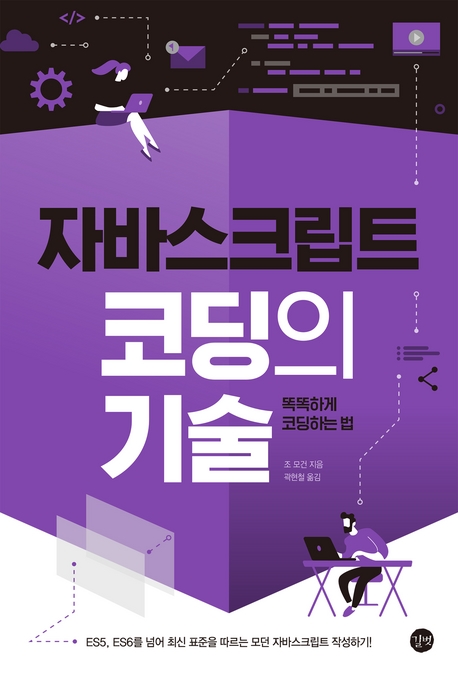 </>
1
자바스크립트
코딩의
기술
똑똑하게
코딩하는 법
조 모건 지음
곽현철 옮김
ES5, ES6를 넘어 최신 표준을 따르는 모던 자바스크립트 작성하기!
길벗